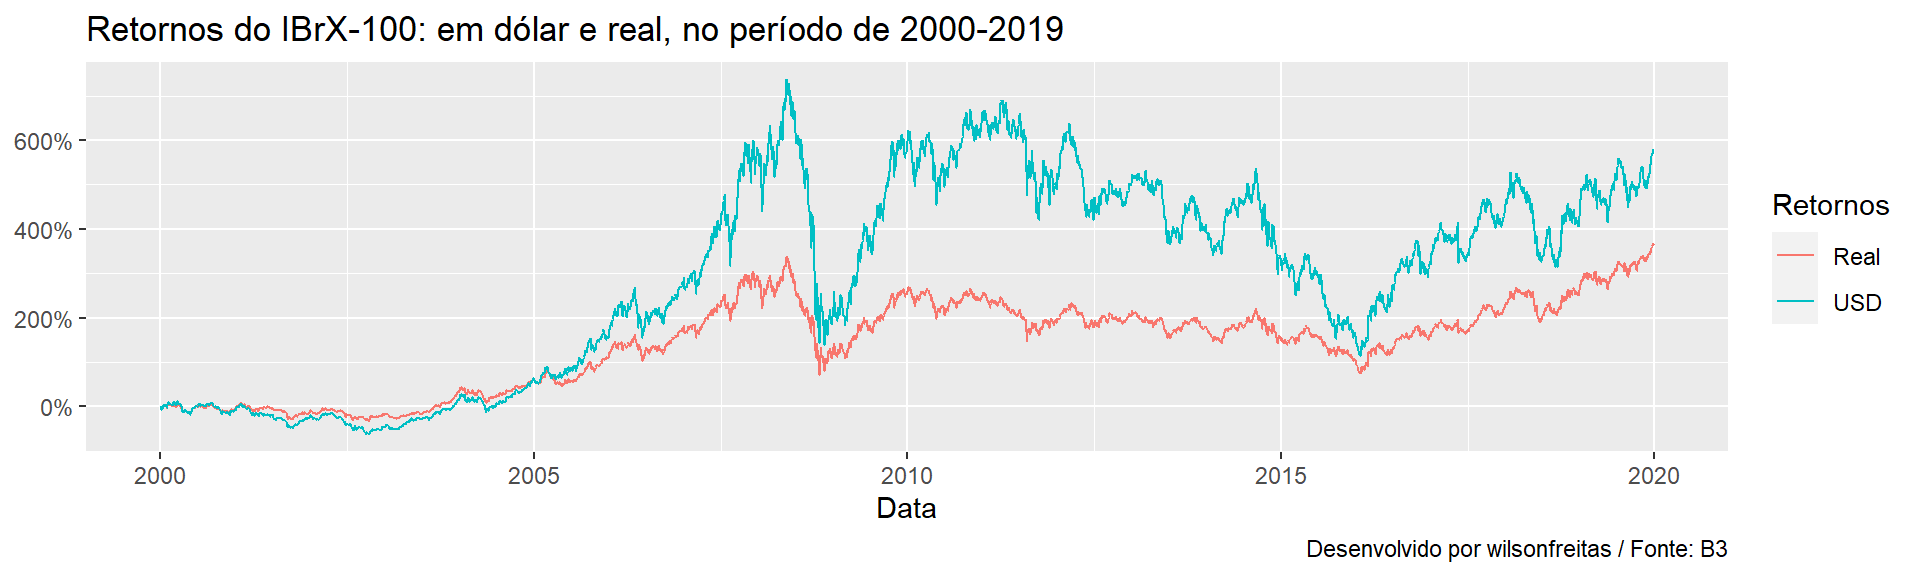 Retornos do IBrX-100: em dólar e real, no período de 2000-2019
600%
400%
200%
0%
2000 2005 2010 2015 2020
Data
Retornos
Real
USD
Desenvolvido por wilsonfreitas / Fonte: B3